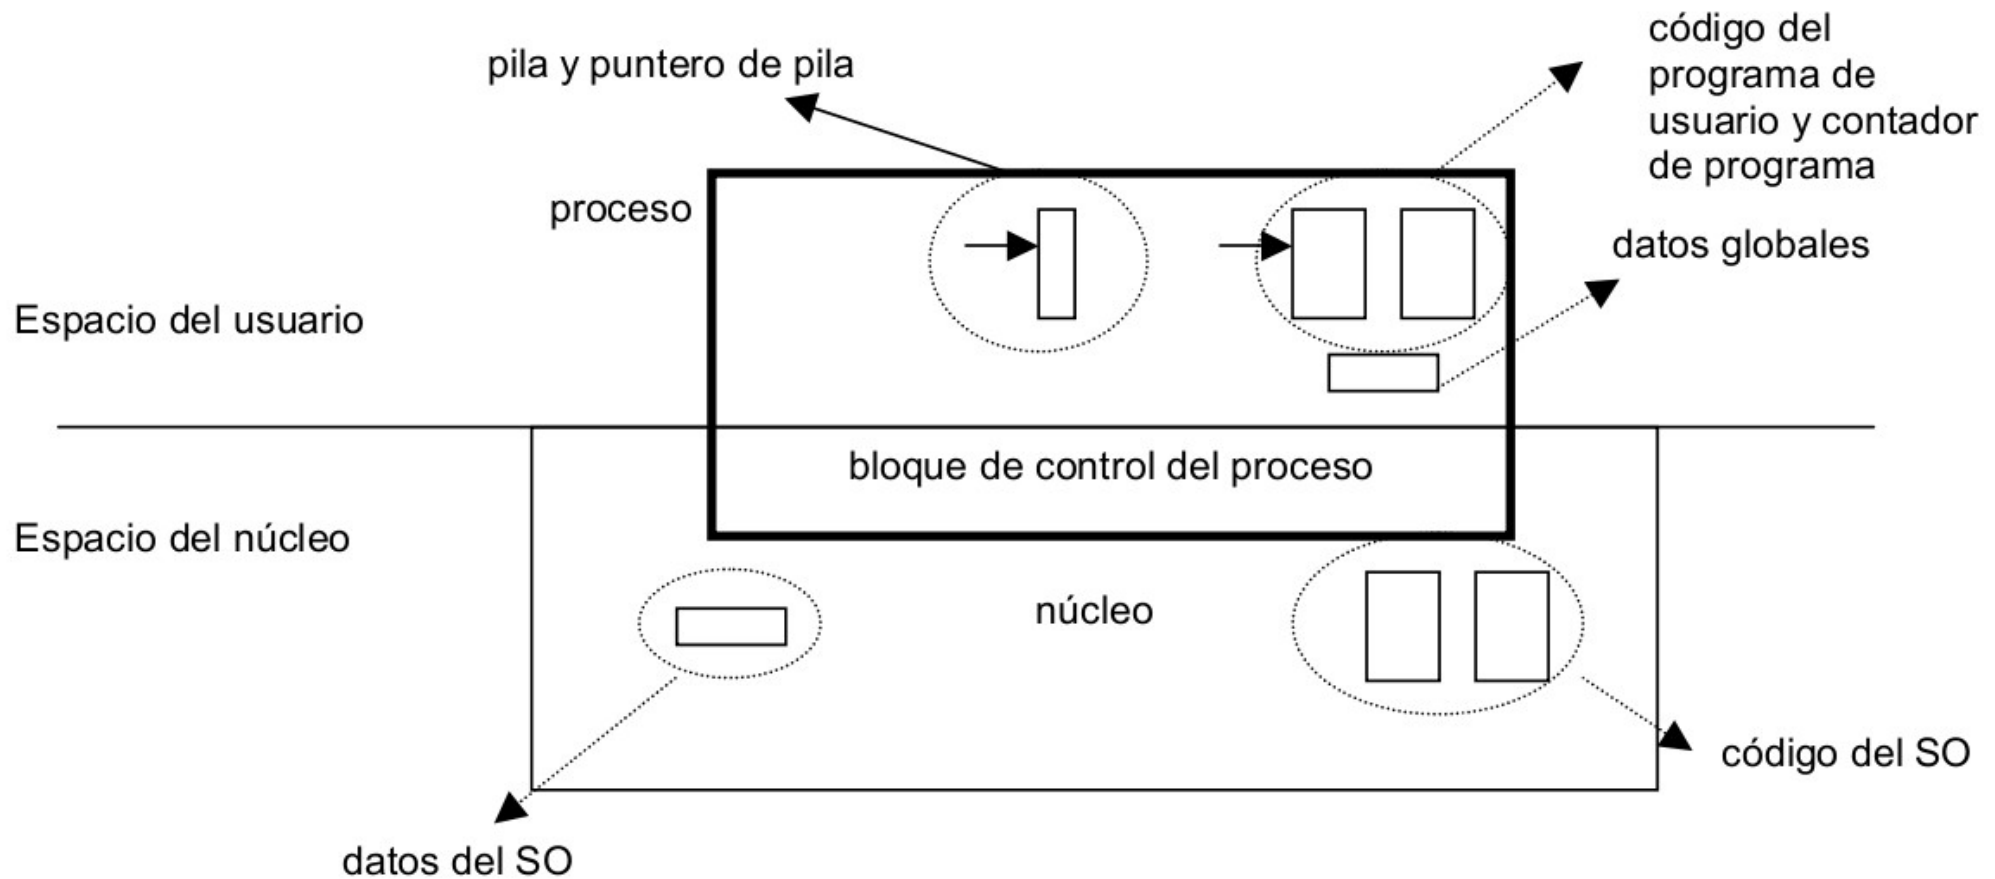 pila y puntero de pila
código del
programa de
usuario y contador
de programa
proceso
datos globales
Espacio del usuario
bloque de control del proceso
Espacio del núcleo
núcleo
código del SO
datos del SO